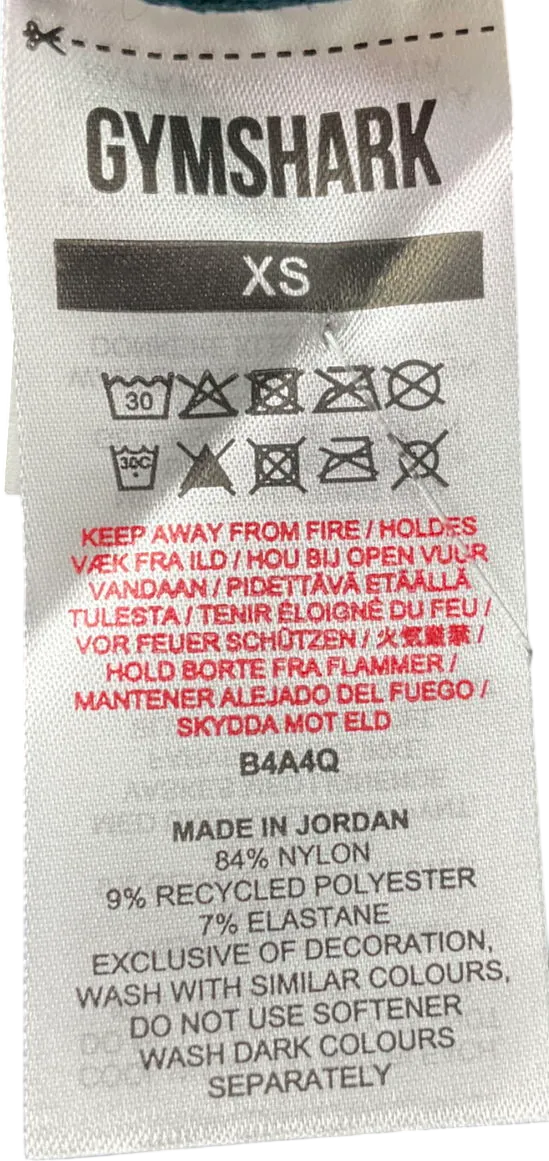 GYMSHARK
XS
30
30C
KEEP AWAY FROM FIRE / HOLDES
VÆK FRA ILD / HOU BIJ OPEN VUUR
VANDAAN / PIDETTÄVÄ ETÄÄLLÄ
TULESTA / TENIR ÉLOIGNÉ DU FEU /
VOR FEUER SCHÜTZEN / 火気厳禁 /
HOLD BORTE FRA FLAMMER /
MANTENER ALEJADO DEL FUEGO /
SKYDDA MOT ELD
B4A4Q
MADE IN JORDAN
84% NYLON
9% RECYCLED POLYESTER
7% ELASTANE
EXCLUSIVE OF DECORATION,
WASH WITH SIMILAR COLOURS,
DO NOT USE SOFTENER
WASH DARK COLOURS
SEPARATELY